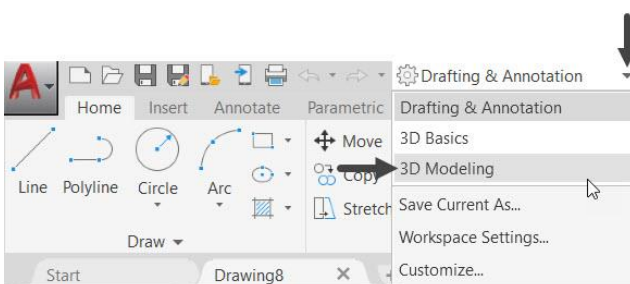 A
Drafting & Annotation
Home Insert Annotate Parametric
Drafting & Annotation
3D Basics
3D Modeling
Save Current As...
Workspace Settings...
Customize...
Move
Copy
Stretch
Line Polyline Circle Arc
Draw
Start Drawing8